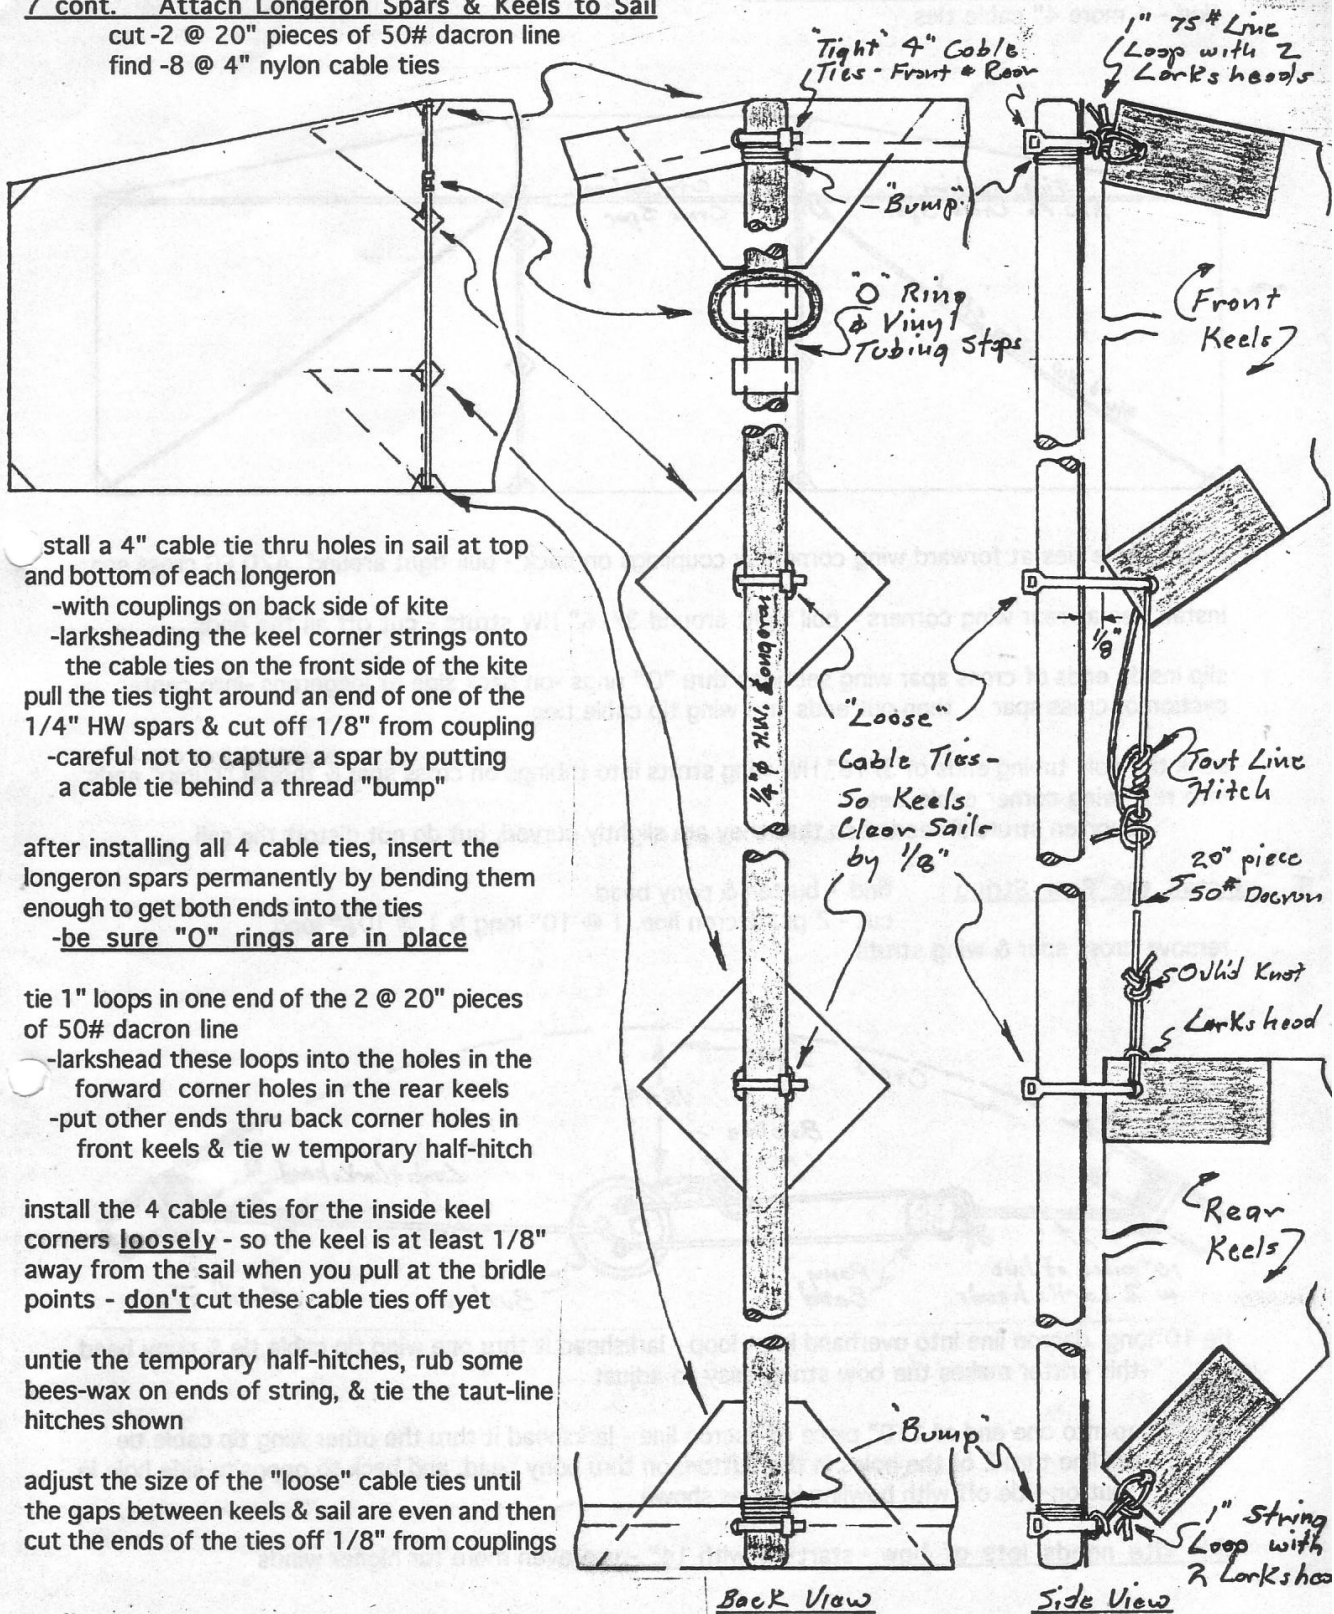 7 cont. Attach Longeron Spars & Keels to Sail
cut -2 @ 20" pieces of 50# dacron line
find -8 @ 4" nylon cable ties
"Tight" 4" Cable
Ties - Front & Rear
1" 75# Line
Loop with 2
Larksheads
"Bump"
"O" Ring
& Vinyl
Tubing Stops
Front
Keels
stall a 4" cable tie thru holes in sail at top
and bottom of each longeron
-with couplings on back side of kite
-larksheading the keel corner strings onto
the cable ties on the front side of the kite
pull the ties tight around an end of one of the
1/4" HW spars & cut off 1/8" from coupling
-careful not to capture a spar by putting
a cable tie behind a thread "bump"
after installing all 4 cable ties, insert the
longeron spars permanently by bending them
enough to get both ends into the ties
-be sure "O" rings are in place
tie 1" loops in one end of the 2 @ 20" pieces
of 50# dacron line
-larkshead these loops into the holes in the
forward corner holes in the rear keels
-put other ends thru back corner holes in
front keels & tie w temporary half-hitch
install the 4 cable ties for the inside keel
corners loosely - so the keel is at least 1/8"
away from the sail when you pull at the bridle
points - don't cut these cable ties off yet
untie the temporary half-hitches, rub some
bees-wax on ends of string, & tie the taut-line
hitches shown
adjust the size of the "loose" cable ties until
the gaps between keels & sail are even and then
cut the ends of the ties off 1/8" from couplings
1/4"φ H.W. Longeron
1/8"
"Loose"
Cable Ties
So Keels
Clear Sail
by 1/8"
Taut Line
Hitch
20" piece
50# Dacron
Ov'h'd Knot
Larkshead
Rear
Keels
"Bump"
1" String
Loop with
2 Larkshea
Back View
Side View